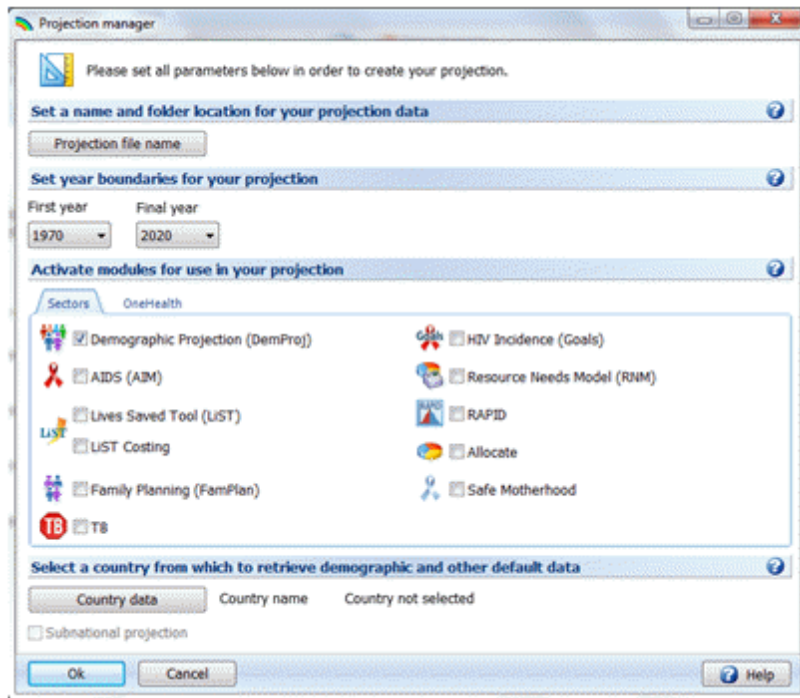 Projection manager
Please set all parameters below in order to create your projection.
Set a name and folder location for your projection data
Projection file name
Set year boundaries for your projection
First year Final year
1970 2020
Activate modules for use in your projection
Sectors OneHealth
Demographic Projection (DemProj) Goals HIV Incidence (Goals)
AIDS (AIM) Resource Needs Model (RNM)
Lives Saved Tool (LiST) RAPID RAPID
LiST
LiST Costing Allocate
Family Planning (FamPlan) Safe Motherhood
TB TB
Select a country from which to retrieve demographic and other default data
Country data Country name Country not selected
Subnational projection
Ok Cancel Help